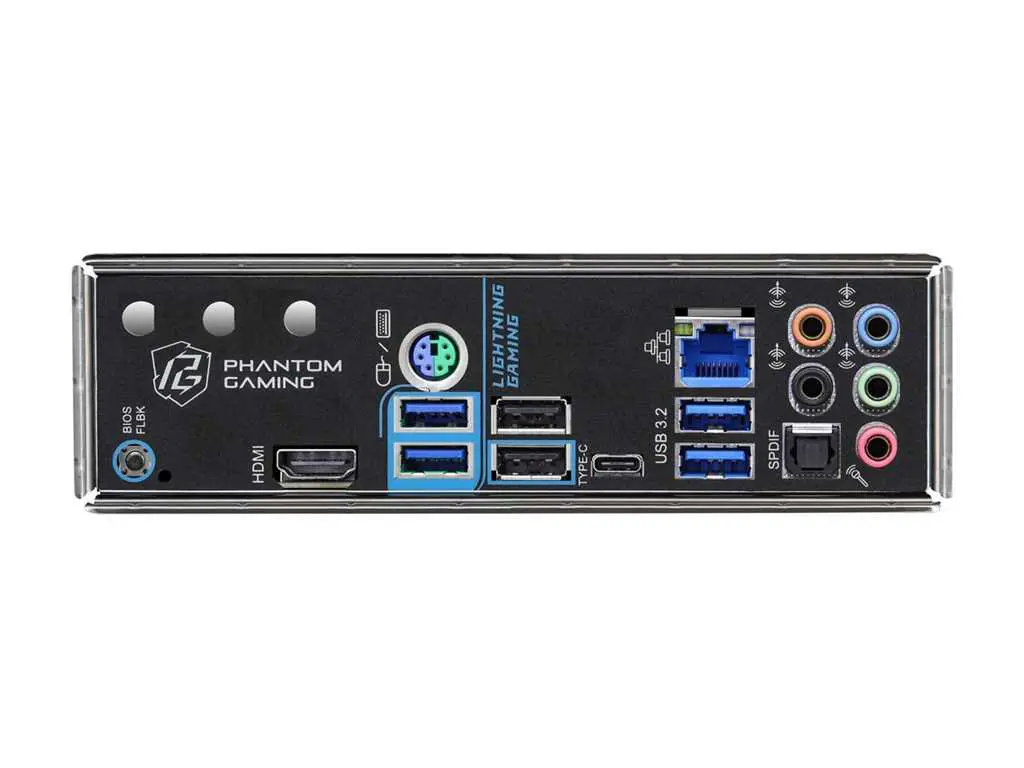 LIGHTNING
GAMING
PHANTOM
GAMING
BIOS
FLBK
HDMI
TYPE-C
USB 3.2
SPDIF